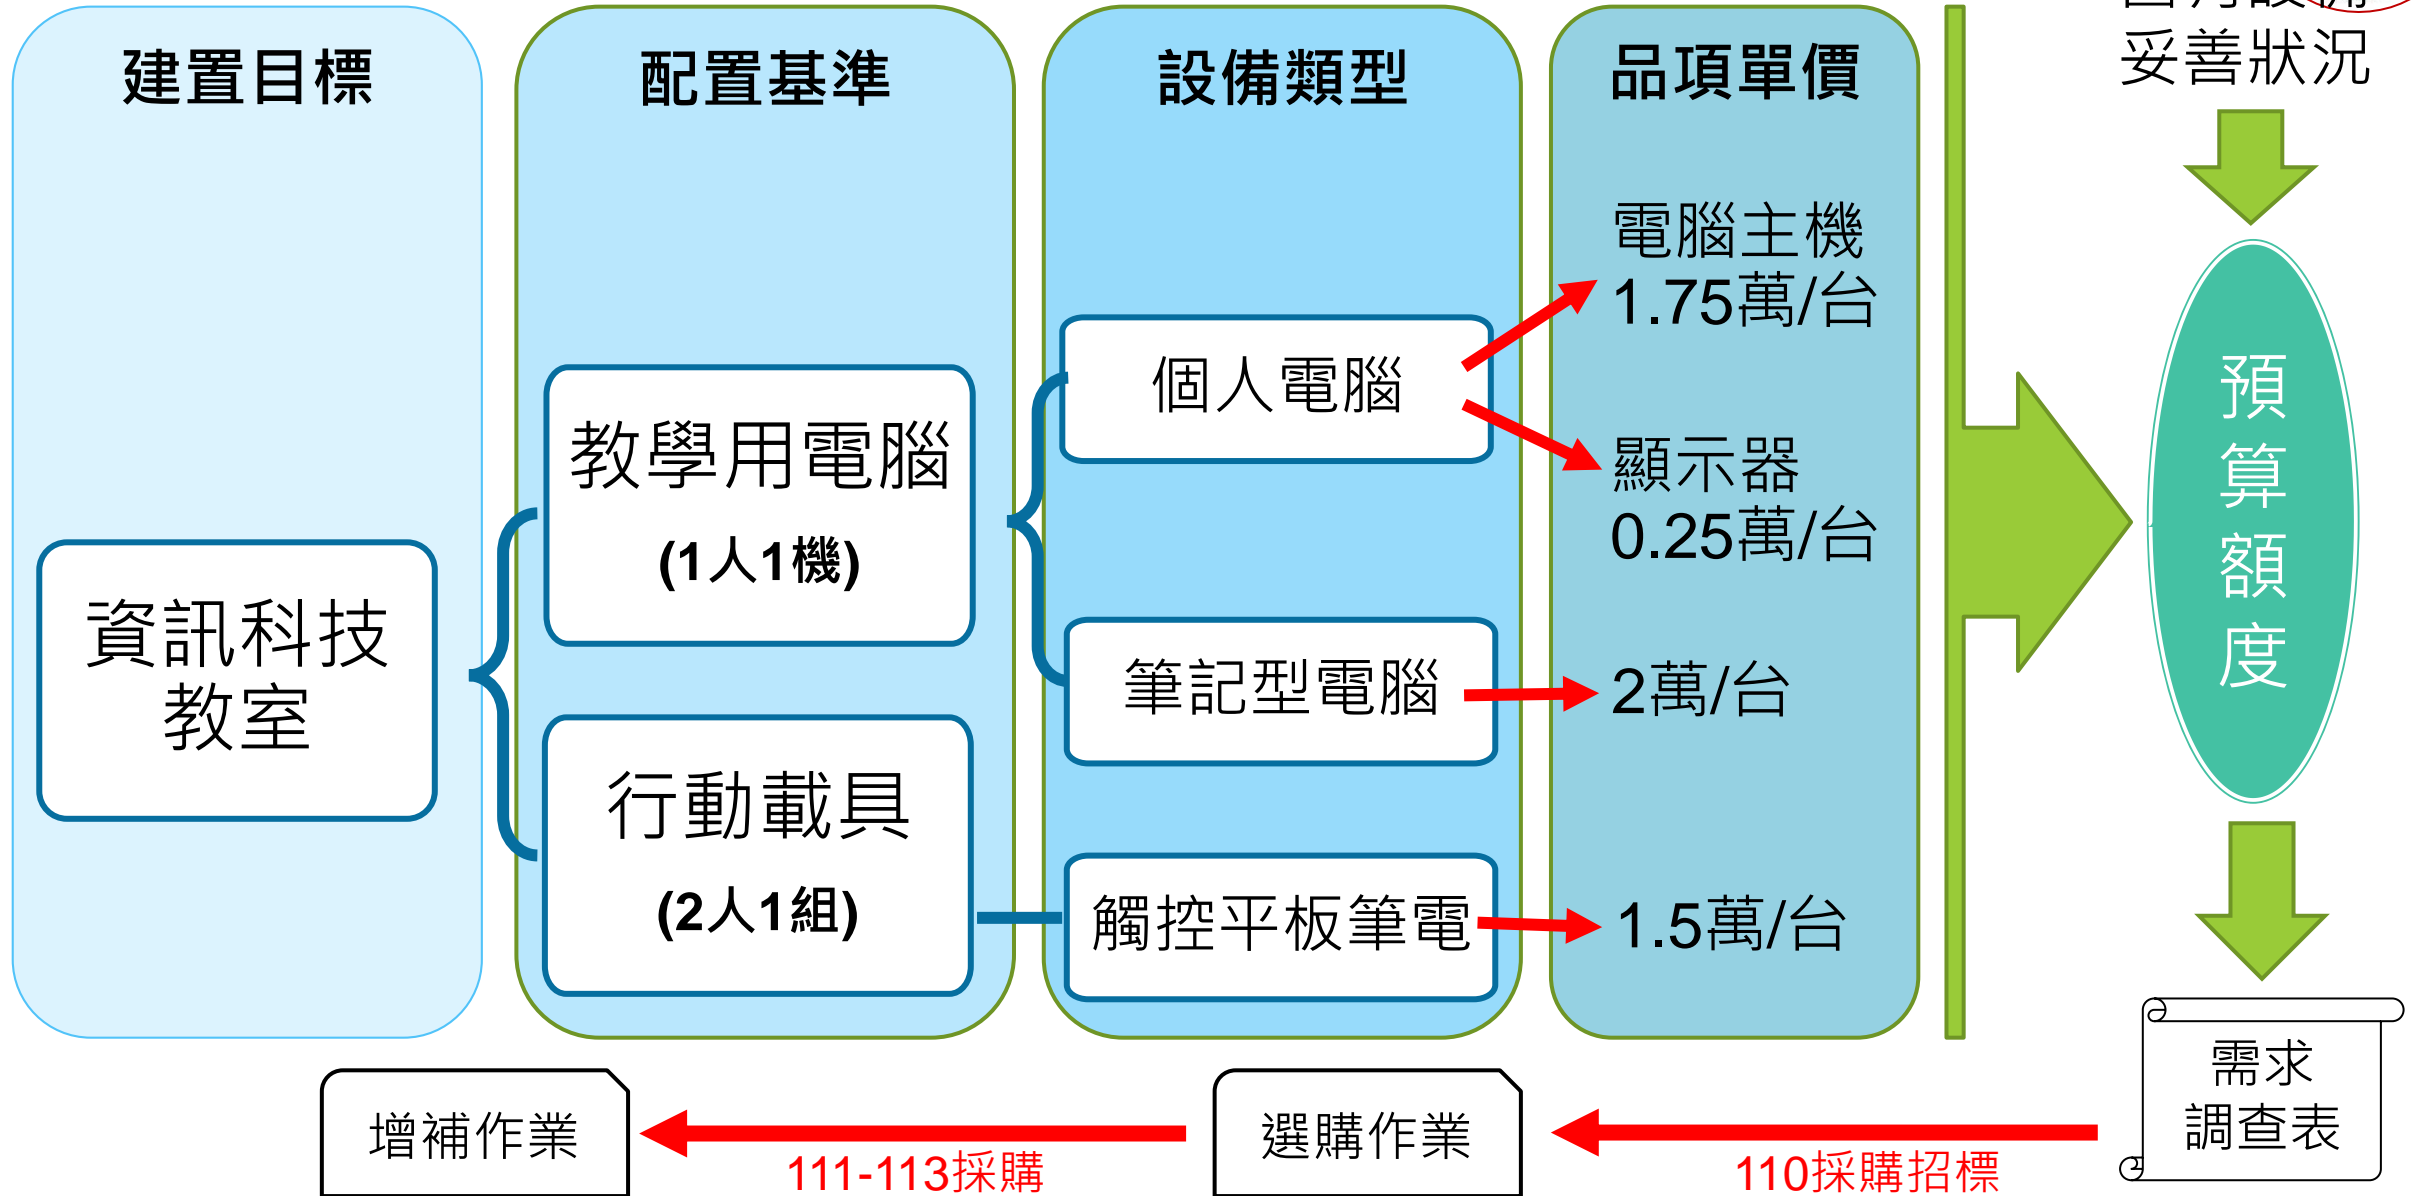 建置目標
資訊科技
教室
配置基準
教學用電腦
(1人1機)
行動載具
(2人1組)
設備類型
個人電腦
筆記型電腦
觸控平板筆電
品項單價
電腦主機
1.75萬/台
顯示器
0.25萬/台
2萬/台
1.5萬/台
妥善狀況
預
算
額
度
需求
調查表
110採購招標
選購作業
111-113採購
增補作業